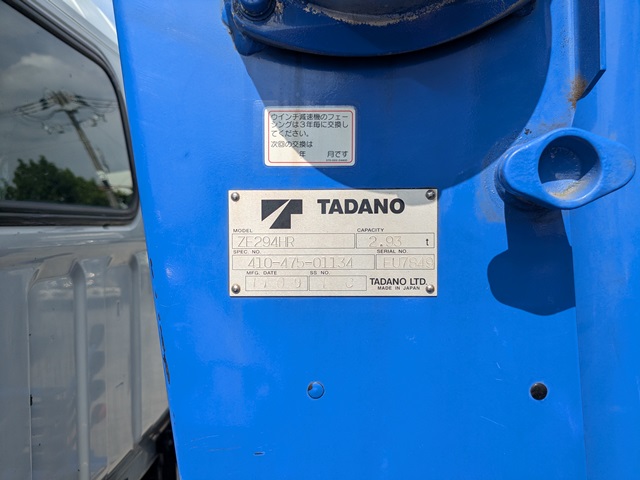 ウインチ減速機のフェー
シングは3年毎に交換し
てください。
次回の交換は
年 月です
TADANO
MODEL CAPACITY
ZE294HR 2.93 t
SPEC. NO. SERIAL NO.
410-475-01134
MFG. DATE SS NO.
TADANO LTD.
MADE IN JAPAN